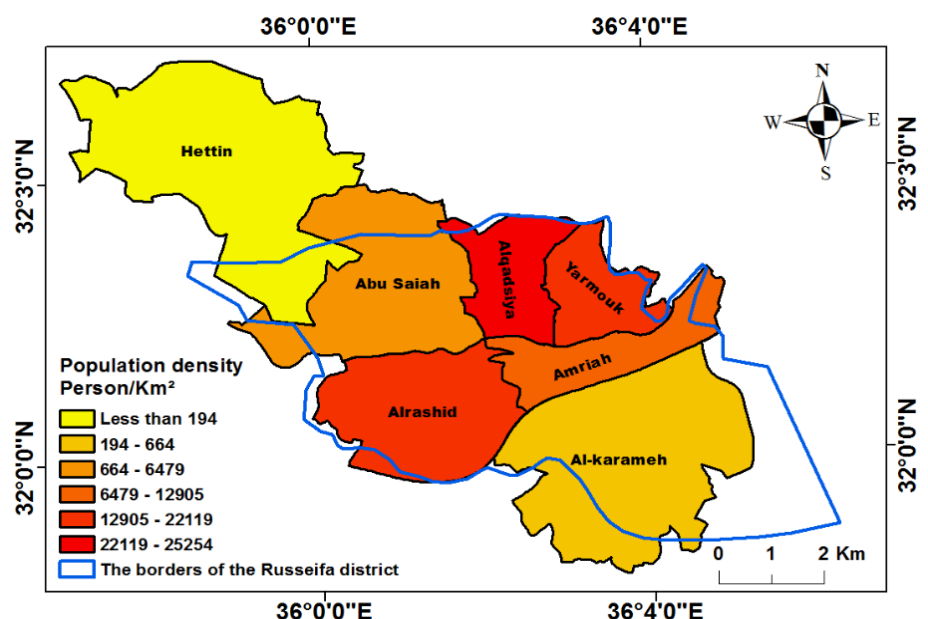 36°0'0"E 36°4'0"E
N
W E
S
32°3'0"N 32°3'0"N
Hettin
Abu Saiah
Alqadsiya
Yarmouk
Amriah
Alrashid
Al-karameh
32°0'0"N 32°0'0"N
Population density
Person/Km²
Less than 194
194 - 664
664 - 6479
6479 - 12905
12905 - 22119
22119 - 25254
The borders of the Russeifa district
0 1 2 Km
36°0'0"E 36°4'0"E